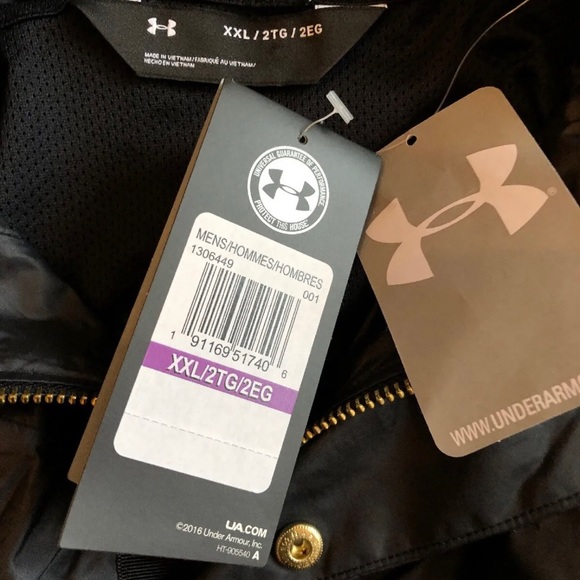 XXL / 2TG / 2EG
MADE IN VIETNAM/FABRIQUÉ AU VIETNAM/
HECHO EN VIETNAM
UNIVERSAL GUARANTEE OF PERFORMANCE
PROTECT THIS HOUSE
MENS/HOMMES/HOMBRES
1306449
001
1 91169 51740 6
XXL/2TG/2EG
UA.COM
©2016 Under Armour, Inc.
HT-905540 A
®
WWW.UNDERARM